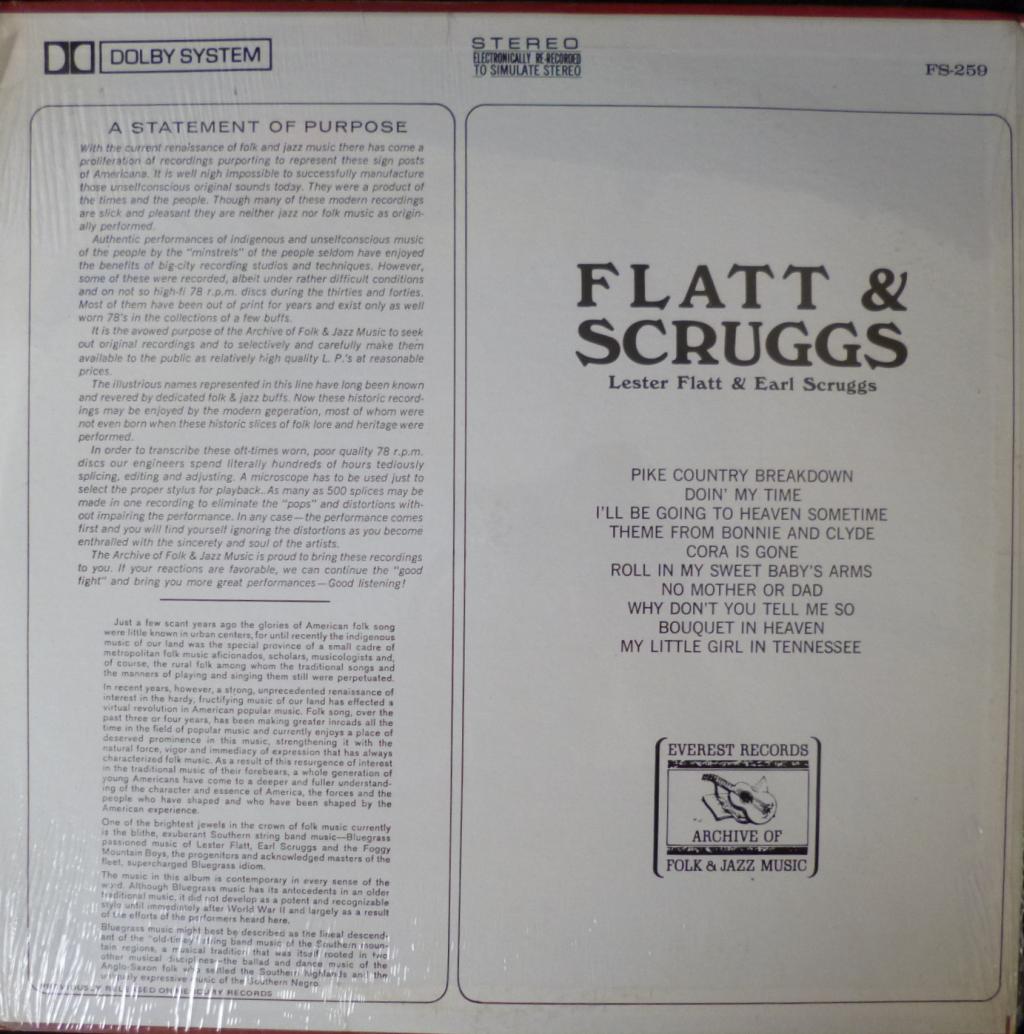 DOLBY SYSTEM
STEREO
ELECTRONICALLY RE-RECORDED
TO SIMULATE STEREO
FS-259
A STATEMENT OF PURPOSE
With the current renaissance of folk and jazz music there has come a
proliferation of recordings purporting to represent these sign posts
of Americana. It is well nigh impossible to successfully manufacture
those unselfconscious original sounds today. They were a product of
the times and the people. Though many of these modern recordings
are slick and pleasant they are neither jazz nor folk music as origin-
ally performed.
Authentic performances of indigenous and unselfconscious music
of the people by the "minstrels" of the people seldom have enjoyed
the benefits of big-city recording studios and techniques. However,
some of these were recorded, albeit under rather difficult conditions
and on not so high-fi 78 r.p.m. discs during the thirties and forties.
Most of them have been out of print for years and exist only as well
worn 78's in the collections of a few buffs.
It is the avowed purpose of the Archive of Folk & Jazz Music to seek
out original recordings and to selectively and carefully make them
available to the public as relatively high quality L. P.'s at reasonable
prices.
The illustrious names represented in this line have long been known
and revered by dedicated folk & jazz buffs. Now these historic record-
ings may be enjoyed by the modern generation, most of whom were
not even born when these historic slices of folk lore and heritage were
performed.
In order to transcribe these oft-times worn, poor quality 78 r.p.m.
discs our engineers spend literally hundreds of hours tediously
splicing, editing and adjusting. A microscope has to be used just to
select the proper stylus for playback. As many as 500 splices may be
made in one recording to eliminate the "pops" and distortions with-
out impairing the performance. In any case—the performance comes
first and you will find yourself ignoring the distortions as you become
enthralled with the sincerety and soul of the artists.
The Archive of Folk & Jazz Music is proud to bring these recordings
to you. If your reactions are favorable, we can continue the "good
fight" and bring you more great performances—Good listening!
Just a few scant years ago the glories of American folk song
were little known in urban centers, for until recently the indigenous
music of our land was the special province of a small cadre of
metropolitan folk music aficionados, scholars, musicologists and,
of course, the rural folk among whom the traditional songs and
the manners of playing and singing them still were perpetuated.
In recent years, however, a strong, unprecedented renaissance of
interest in the hardy, fructifying music of our land has effected a
virtual revolution in American popular music. Folk song, over the
past three or four years, has been making greater inroads all the
time in the field of popular music and currently enjoys a place of
deserved prominence in this music, strengthening it with the
natural force, vigor and immediacy of expression that has always
characterized folk music. As a result of this resurgence of interest
in the traditional music of their forebears, a whole generation of
young Americans have come to a deeper and fuller understand-
ing of the character and essence of America, the forces and the
people who have shaped and who have been shaped by the
American experience.
One of the brightest jewels in the crown of folk music currently
is the blithe, exuberant Southern string band music—Bluegrass
passioned music of Lester Flatt, Earl Scruggs and the Foggy
Mountain Boys, the progenitors and acknowledged masters of the
fleet, supercharged Bluegrass idiom.
The music in this album is contemporary in every sense of the
word. Although Bluegrass music has its antecedents in an older
traditional music, it did not develop as a potent and recognizable
style until immediately after World War II and largely as a result
of the efforts of the performers heard here.
Bluegrass music might best be described as the lineal descend-
ant of the "old-timey" string band music of the Southern moun-
tain regions, a musical tradition that was itself rooted in two
other musical disciplines—the ballad and dance music of the
Anglo-Saxon folk who settled the Southern highlands and the
uniquely expressive music of the Southern Negro.
PREVIOUSLY RELEASED ON MERCURY RECORDS
FLATT &
SCRUGGS
Lester Flatt & Earl Scruggs
PIKE COUNTRY BREAKDOWN
DOIN' MY TIME
I'LL BE GOING TO HEAVEN SOMETIME
THEME FROM BONNIE AND CLYDE
CORA IS GONE
ROLL IN MY SWEET BABY'S ARMS
NO MOTHER OR DAD
WHY DON'T YOU TELL ME SO
BOUQUET IN HEAVEN
MY LITTLE GIRL IN TENNESSEE
EVEREST RECORDS
ARCHIVE OF
FOLK & JAZZ MUSIC